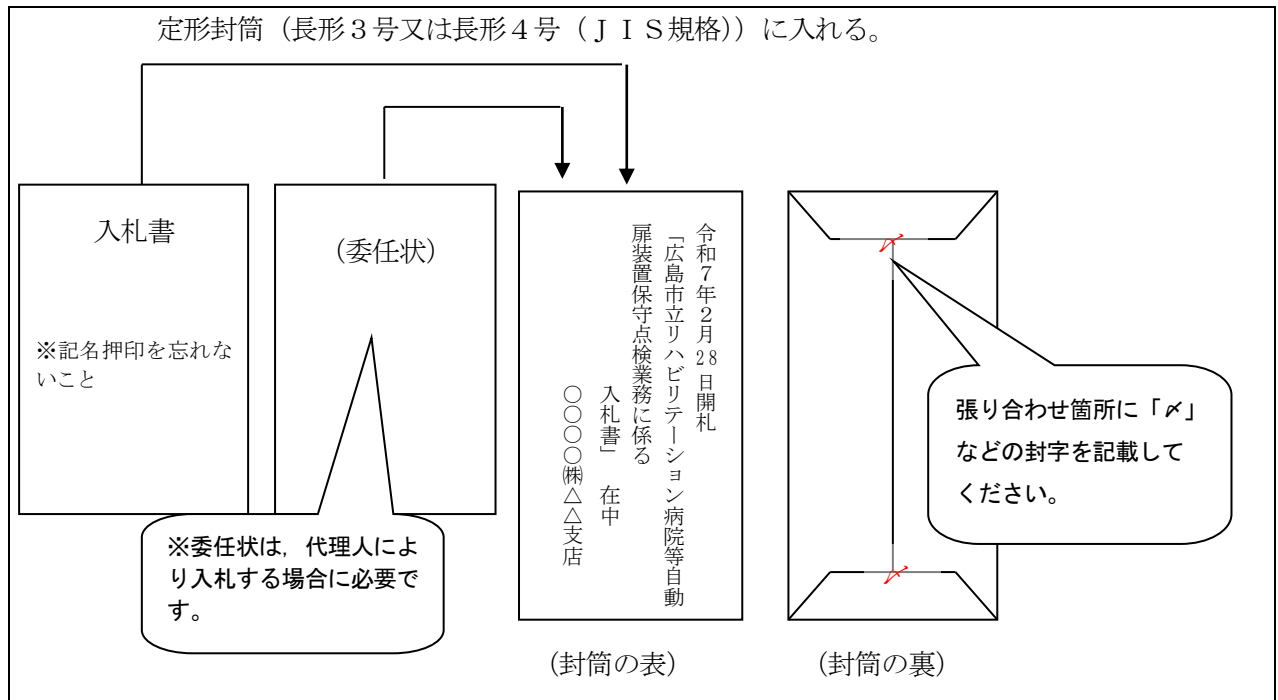 定形封筒（長形３号又は長形４号（ＪＩＳ規格））に入れる。
入札書
※記名押印を忘れな
いこと
（委任状）
※委任状は，代理人によ
り入札する場合に必要で
す。
令和７年２月28日開札
「広島市立リハビリテーション病院等自動
扉装置保守点検業務に係る
入札書」　在中
○○○○㈱△△支店
〆
〆
張り合わせ箇所に「〆」
などの封字を記載して
ください。
（封筒の表）
（封筒の裏）